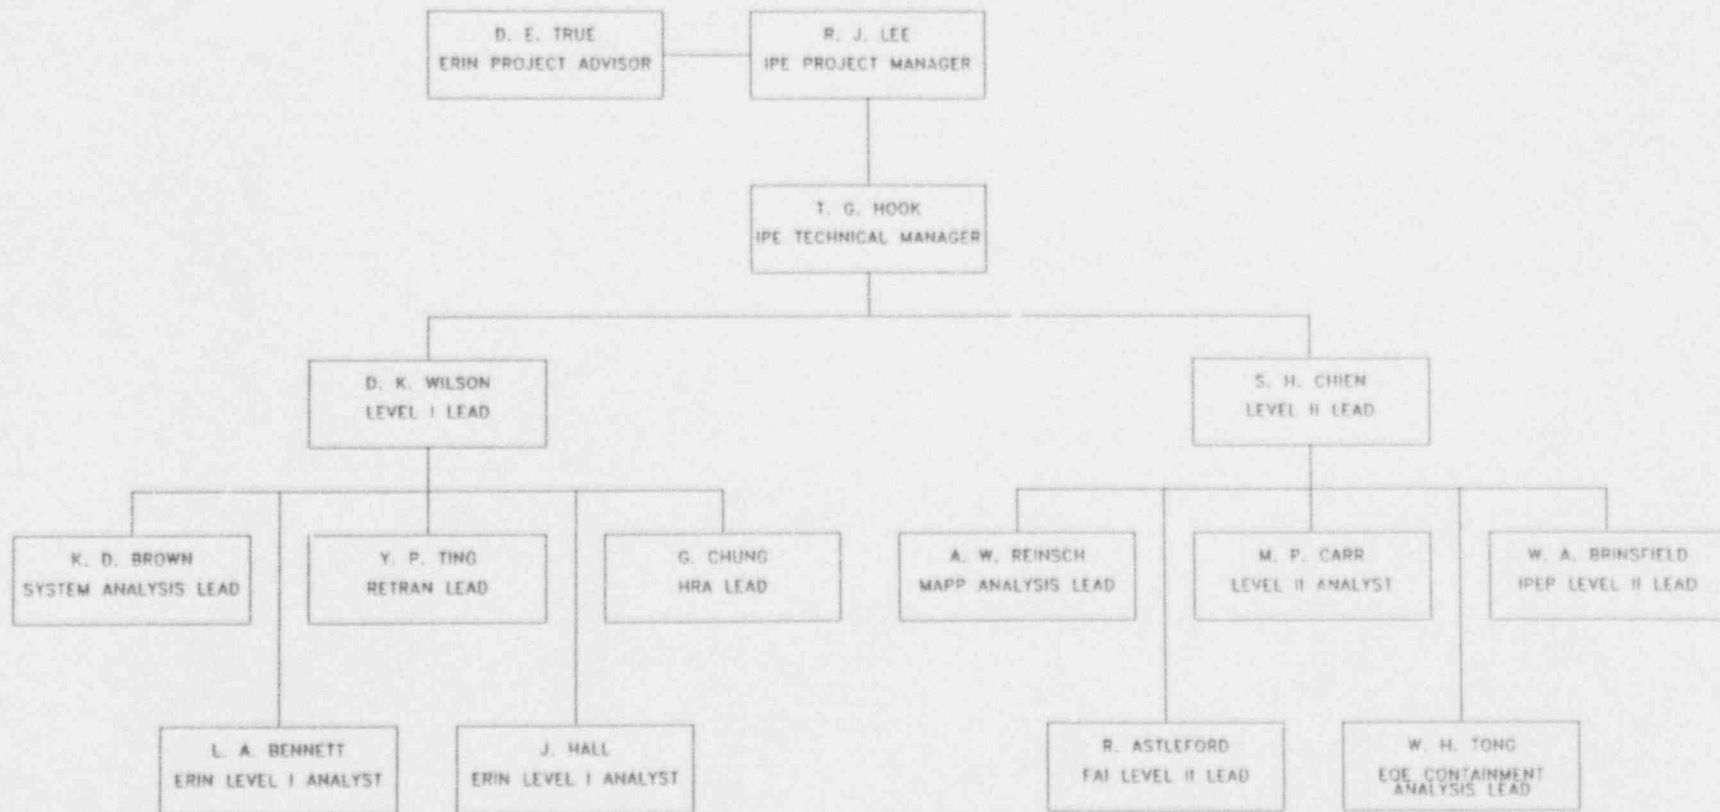 D. E. TRUE
ERIN PROJECT ADVISOR
R. J. LEE
IPE PROJECT MANAGER
T. G. HOOK
IPE TECHNICAL MANAGER
D. K. WILSON
LEVEL I LEAD
S. H. CHIEN
LEVEL II LEAD
K. D. BROWN
SYSTEM ANALYSIS LEAD
Y. P. TING
RETRAN LEAD
G. CHUNG
HRA LEAD
A. W. REINSCH
MAPP ANALYSIS LEAD
M. P. CARR
LEVEL II ANALYST
W. A. BRINSFIELD
IPEP LEVEL II LEAD
L. A. BENNETT
ERIN LEVEL I ANALYST
J. HALL
ERIN LEVEL I ANALYST
R. ASTLEFORD
FAI LEVEL II LEAD
W. H. TONG
EQE CONTAINMENT
ANALYSIS LEAD